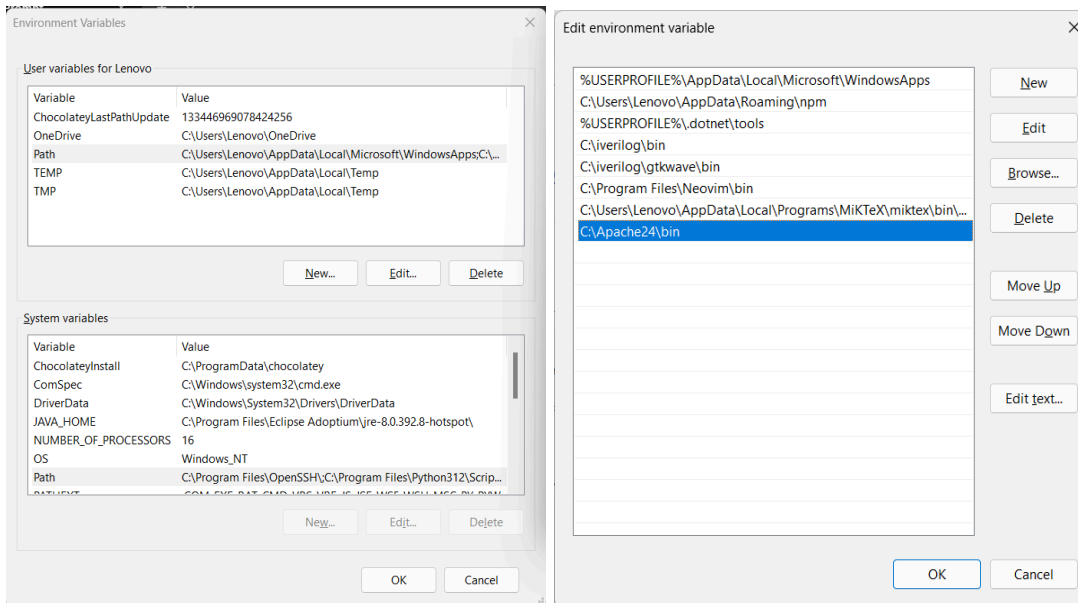 Environment Variables
User variables for Lenovo
Variable Value
ChocolateyLastPathUpdate 133446969078424256
OneDrive C:\Users\Lenovo\OneDrive
Path C:\Users\Lenovo\AppData\Local\Microsoft\WindowsApps;C:\...
TEMP C:\Users\Lenovo\AppData\Local\Temp
TMP C:\Users\Lenovo\AppData\Local\Temp
New... Edit... Delete
System variables
Variable Value
ChocolateyInstall C:\ProgramData\chocolatey
ComSpec C:\Windows\system32\cmd.exe
DriverData C:\Windows\System32\Drivers\DriverData
JAVA_HOME C:\Program Files\Eclipse Adoptium\jre-8.0.392.8-hotspot\
NUMBER_OF_PROCESSORS 16
OS Windows_NT
Path C:\Program Files\OpenSSH\;C:\Program Files\Python312\Scrip...
New... Edit... Delete
OK Cancel
Edit environment variable
%USERPROFILE%\AppData\Local\Microsoft\WindowsApps
C:\Users\Lenovo\AppData\Roaming\npm
%USERPROFILE%\.dotnet\tools
C:\iverilog\bin
C:\iverilog\gtkwave\bin
C:\Program Files\Neovim\bin
C:\Users\Lenovo\AppData\Local\Programs\MiKTeX\miktex\bin\...
C:\Apache24\bin
New
Edit
Browse...
Delete
Move Up
Move Down
Edit text...
OK Cancel